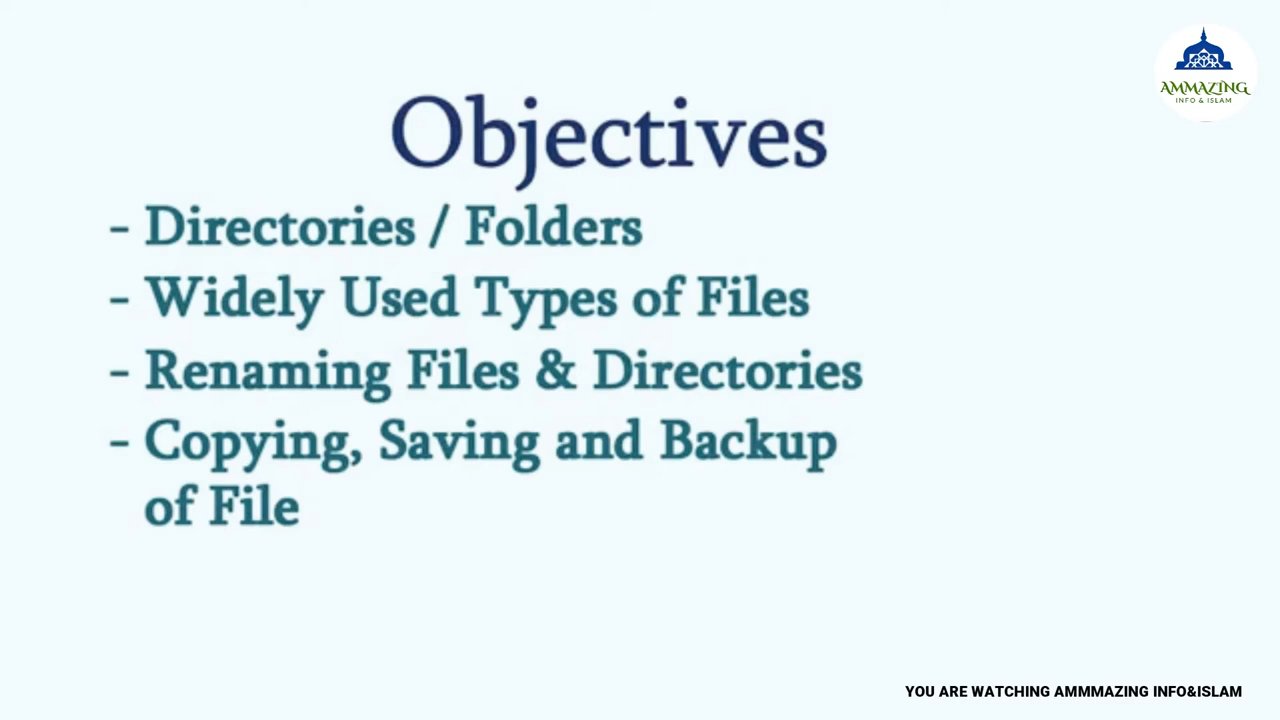 AMMAZING
INFO & ISLAM
Objectives
- Directories / Folders
- Widely Used Types of Files
- Renaming Files & Directories
- Copying, Saving and Backup
of File
YOU ARE WATCHING AMMMAZING INFO&ISLAM